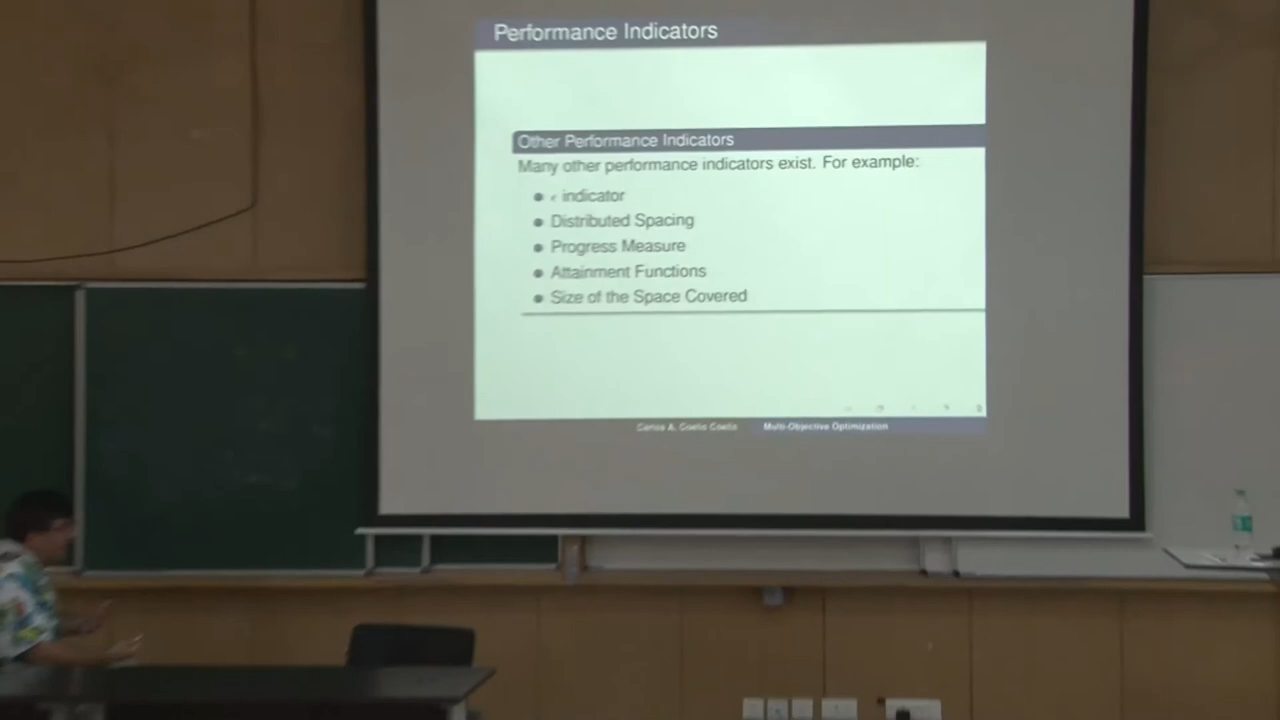 Performance Indicators
Other Performance Indicators
Many other performance indicators exist. For example:
ϵ indicator
Distributed Spacing
Progress Measure
Attainment Functions
Size of the Space Covered
Carlos A. Coello Coello Multi-Objective Optimization